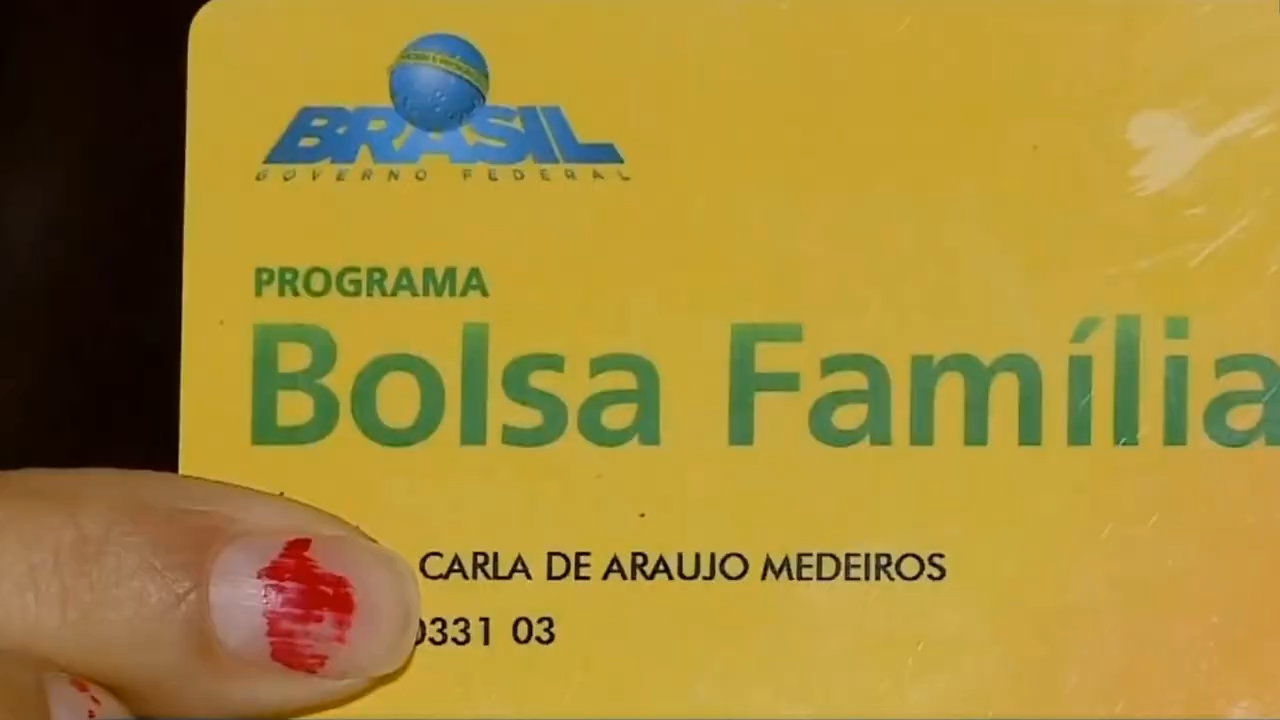 BRASIL
GOVERNO FEDERAL
PROGRAMA
Bolsa Família
CARLA DE ARAUJO MEDEIROS
0331 03